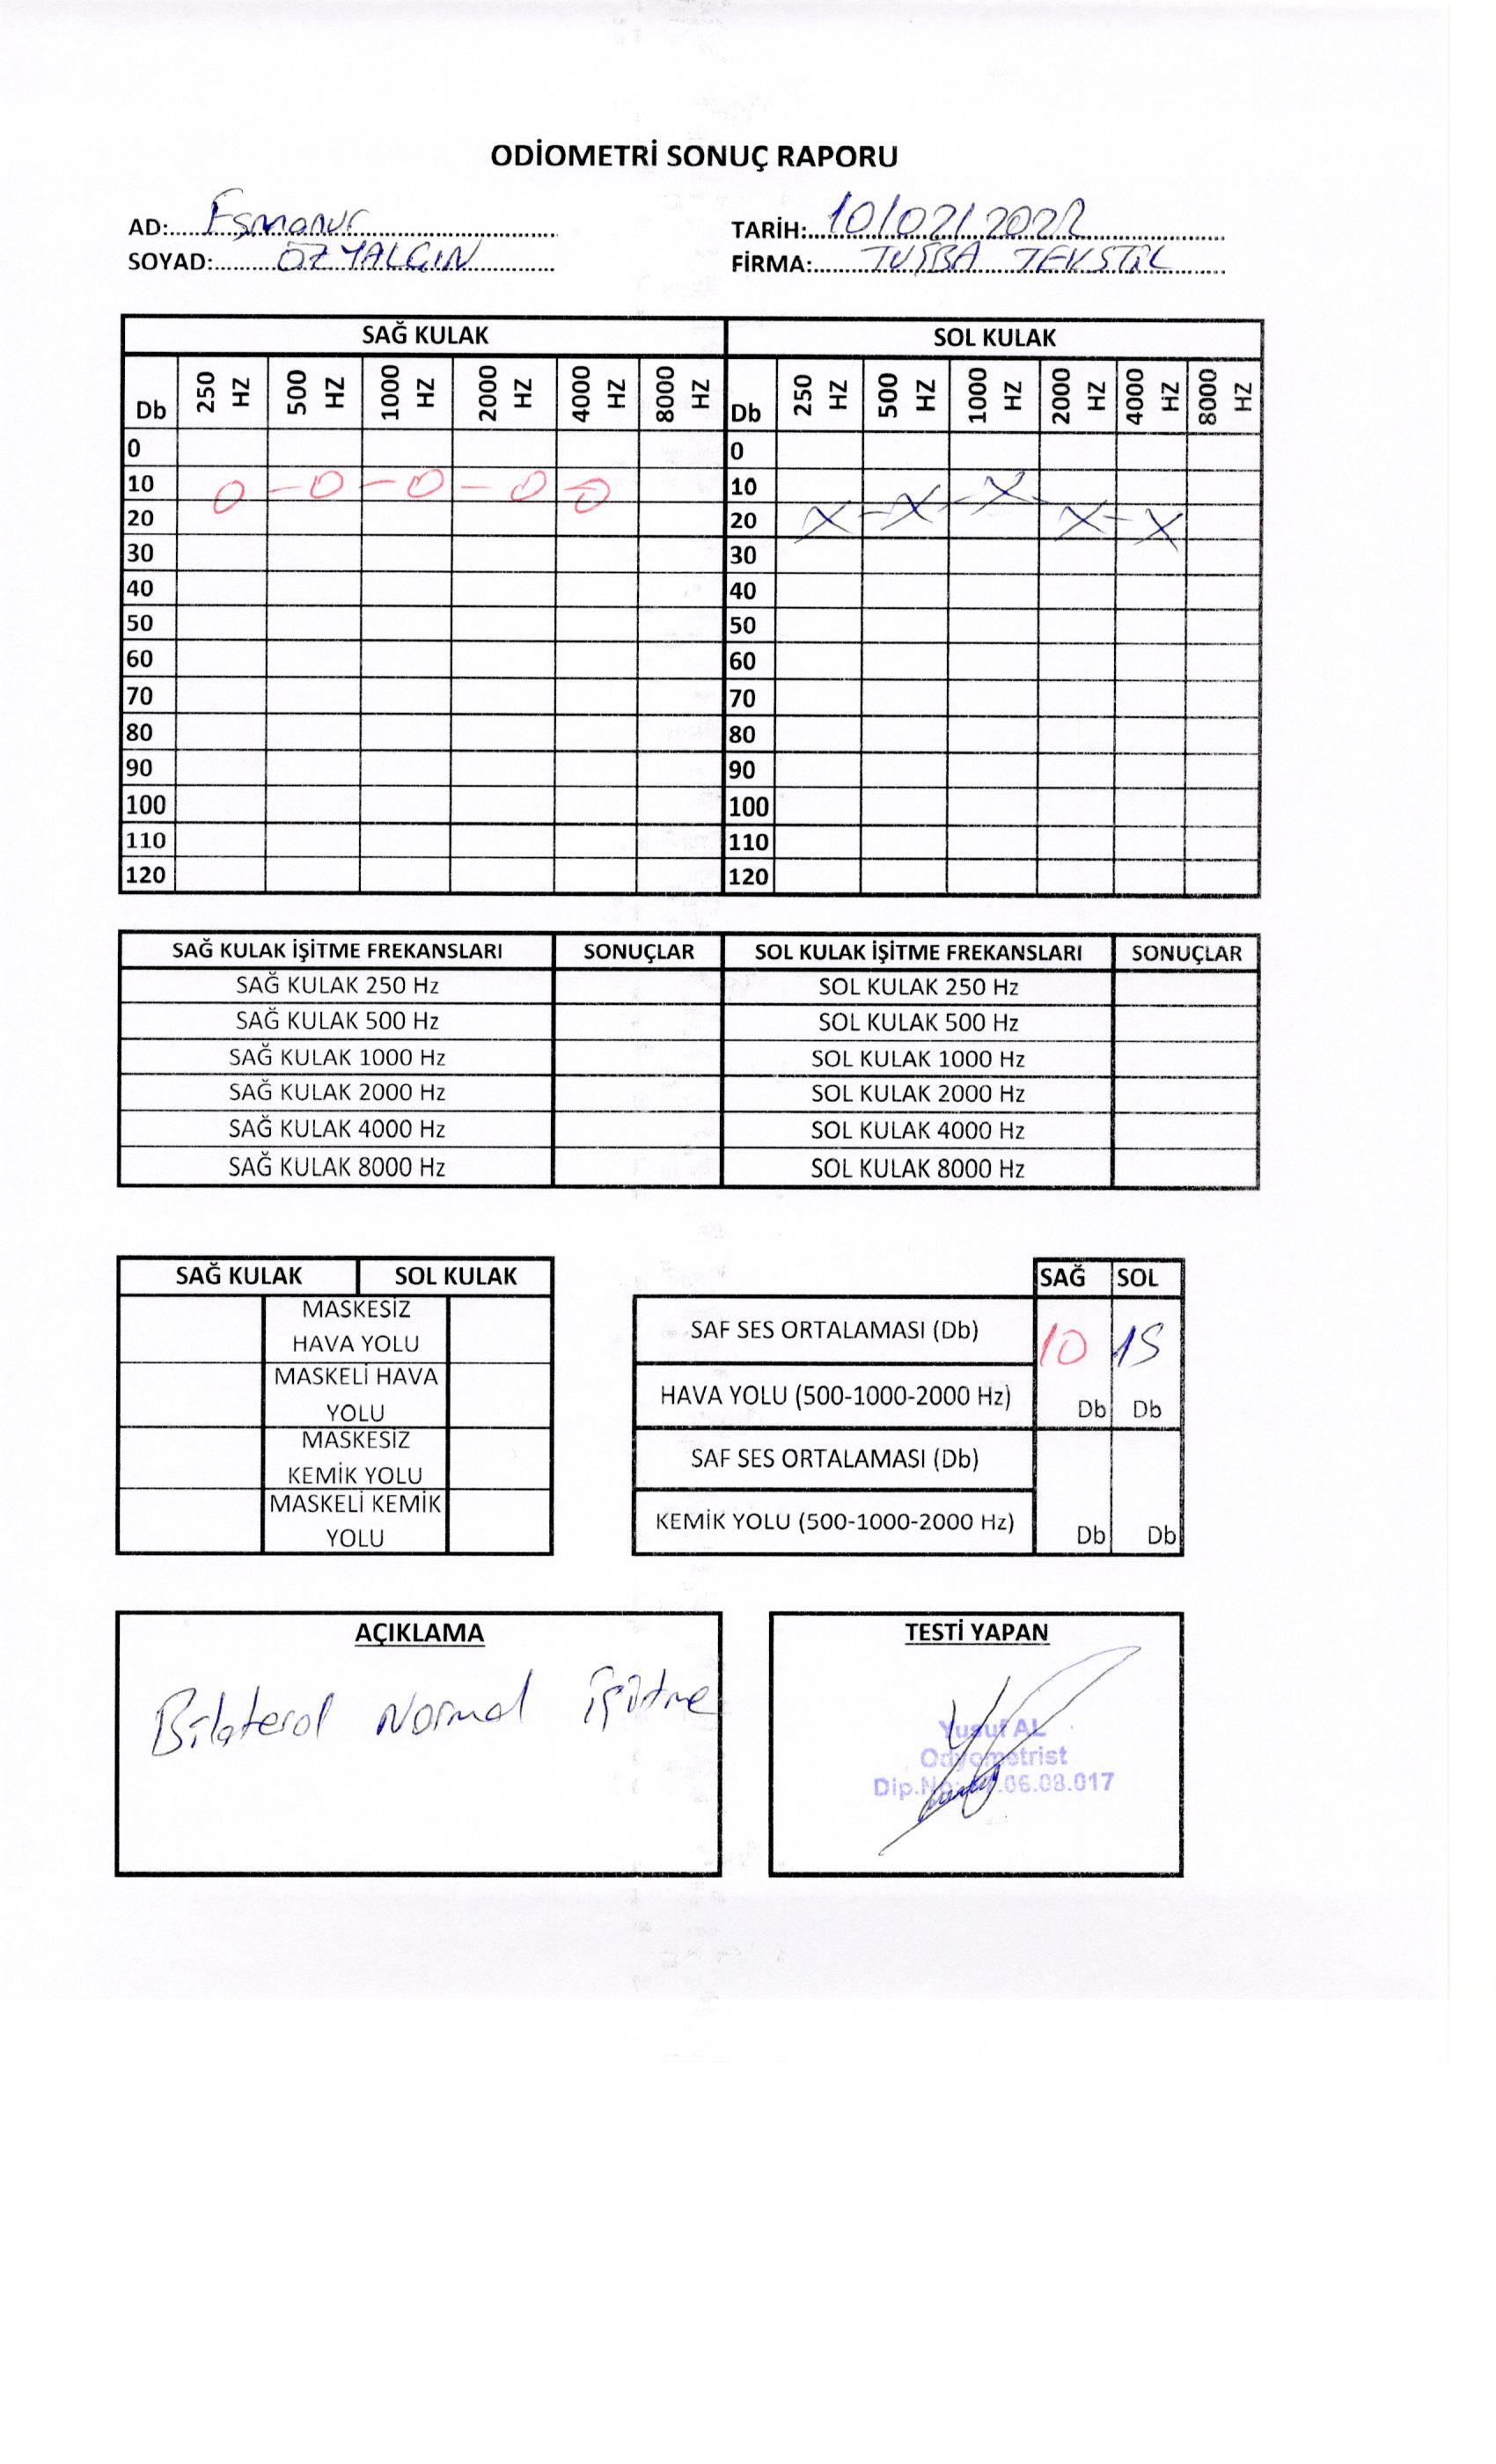 ODİOMETRİ SONUÇ RAPORU
AD: Esmanur TARİH: 10/02/2022
SOYAD: ÖZYALÇIN FİRMA: TUĞBA TEKSTİL
SAĞ KULAK SOL KULAK
Db 250 HZ 500 HZ 1000 HZ 2000 HZ 4000 HZ 8000 HZ Db 250 HZ 500 HZ 1000 HZ 2000 HZ 4000 HZ 8000 HZ
0 0
10 O-O-O-O-O 10 X
20 20 X-X- X-X
30 30
40 40
50 50
60 60
70 70
80 80
90 90
100 100
110 110
120 120
SAĞ KULAK İŞİTME FREKANSLARI SONUÇLAR SOL KULAK İŞİTME FREKANSLARI SONUÇLAR
SAĞ KULAK 250 Hz SOL KULAK 250 Hz
SAĞ KULAK 500 Hz SOL KULAK 500 Hz
SAĞ KULAK 1000 Hz SOL KULAK 1000 Hz
SAĞ KULAK 2000 Hz SOL KULAK 2000 Hz
SAĞ KULAK 4000 Hz SOL KULAK 4000 Hz
SAĞ KULAK 8000 Hz SOL KULAK 8000 Hz
SAĞ KULAK SOL KULAK
MASKESİZ
HAVA YOLU
MASKELİ HAVA
YOLU
MASKESİZ
KEMİK YOLU
MASKELİ KEMİK
YOLU
SAĞ SOL
SAF SES ORTALAMASI (Db) 10 15
HAVA YOLU (500-1000-2000 Hz) Db Db
SAF SES ORTALAMASI (Db)
KEMİK YOLU (500-1000-2000 Hz) Db Db
AÇIKLAMA
Bilateral Normal İşitme
TESTİ YAPAN
Yusuf AL
Odyometrist
Dip.No: .06.08.017